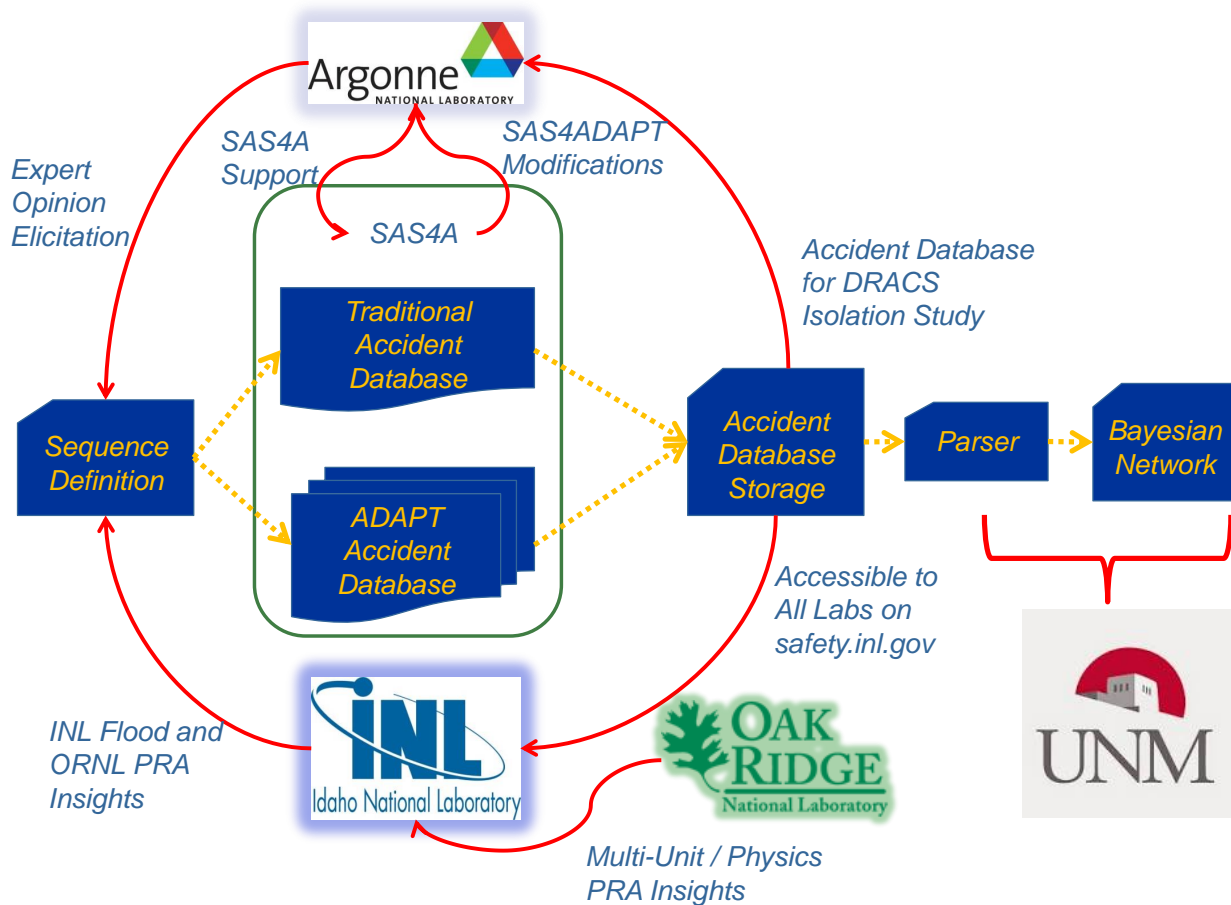 Argonne
NATIONAL LABORATORY
SAS4A
Support
SAS4ADAPT
Modifications
Expert
Opinion
Elicitation
SAS4A
Accident Database
for DRACS
Isolation Study
Traditional
Accident
Database
Sequence
Definition
ADAPT
Accident
Database
Accident
Database
Storage
Parser
Bayesian
Network
Accessible to
All Labs on
safety.inl.gov
INL Flood and
ORNL PRA
Insights
INL
Idaho National Laboratory
OAK
RIDGE
National Laboratory
UNM
Multi-Unit / Physics
PRA Insights